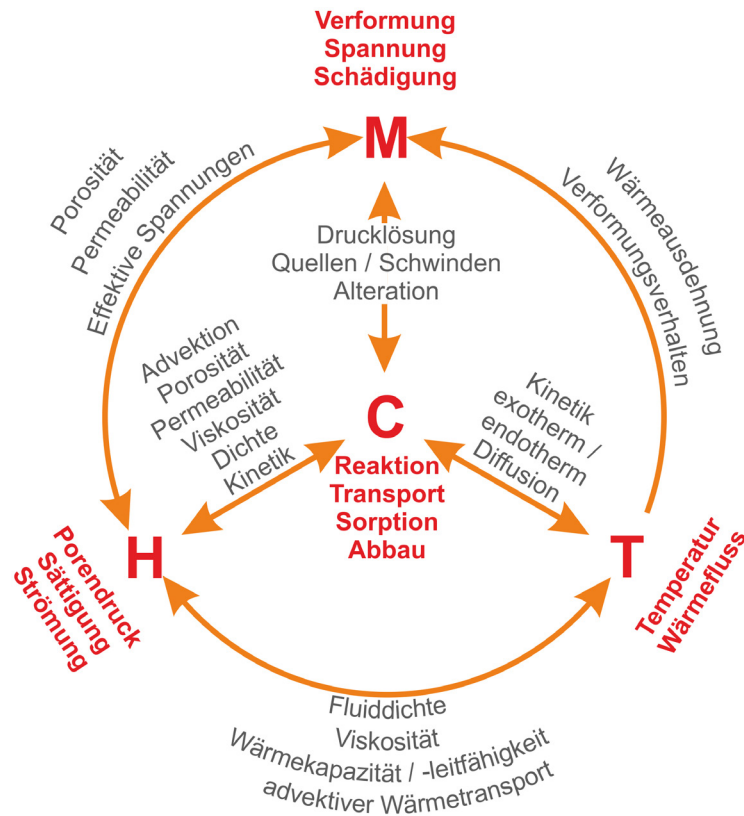 Verformung
Spannung
Schädigung
M
Porosität
Permeabilität
Effektive Spannungen
Wärmeausdehnung
Verformungsverhalten
Drucklösung
Quellen / Schwinden
Alteration
Advektion
Porosität
Permeabilität
Viskosität
Dichte
Kinetik
C
Reaktion
Transport
Sorption
Abbau
Kinetik
exotherm /
endotherm
Diffusion
H
Porendruck
Sättigung
Strömung
T
Temperatur
Wärmefluss
Fluiddichte
Viskosität
Wärmekapazität / -leitfähigkeit
advektiver Wärmetransport